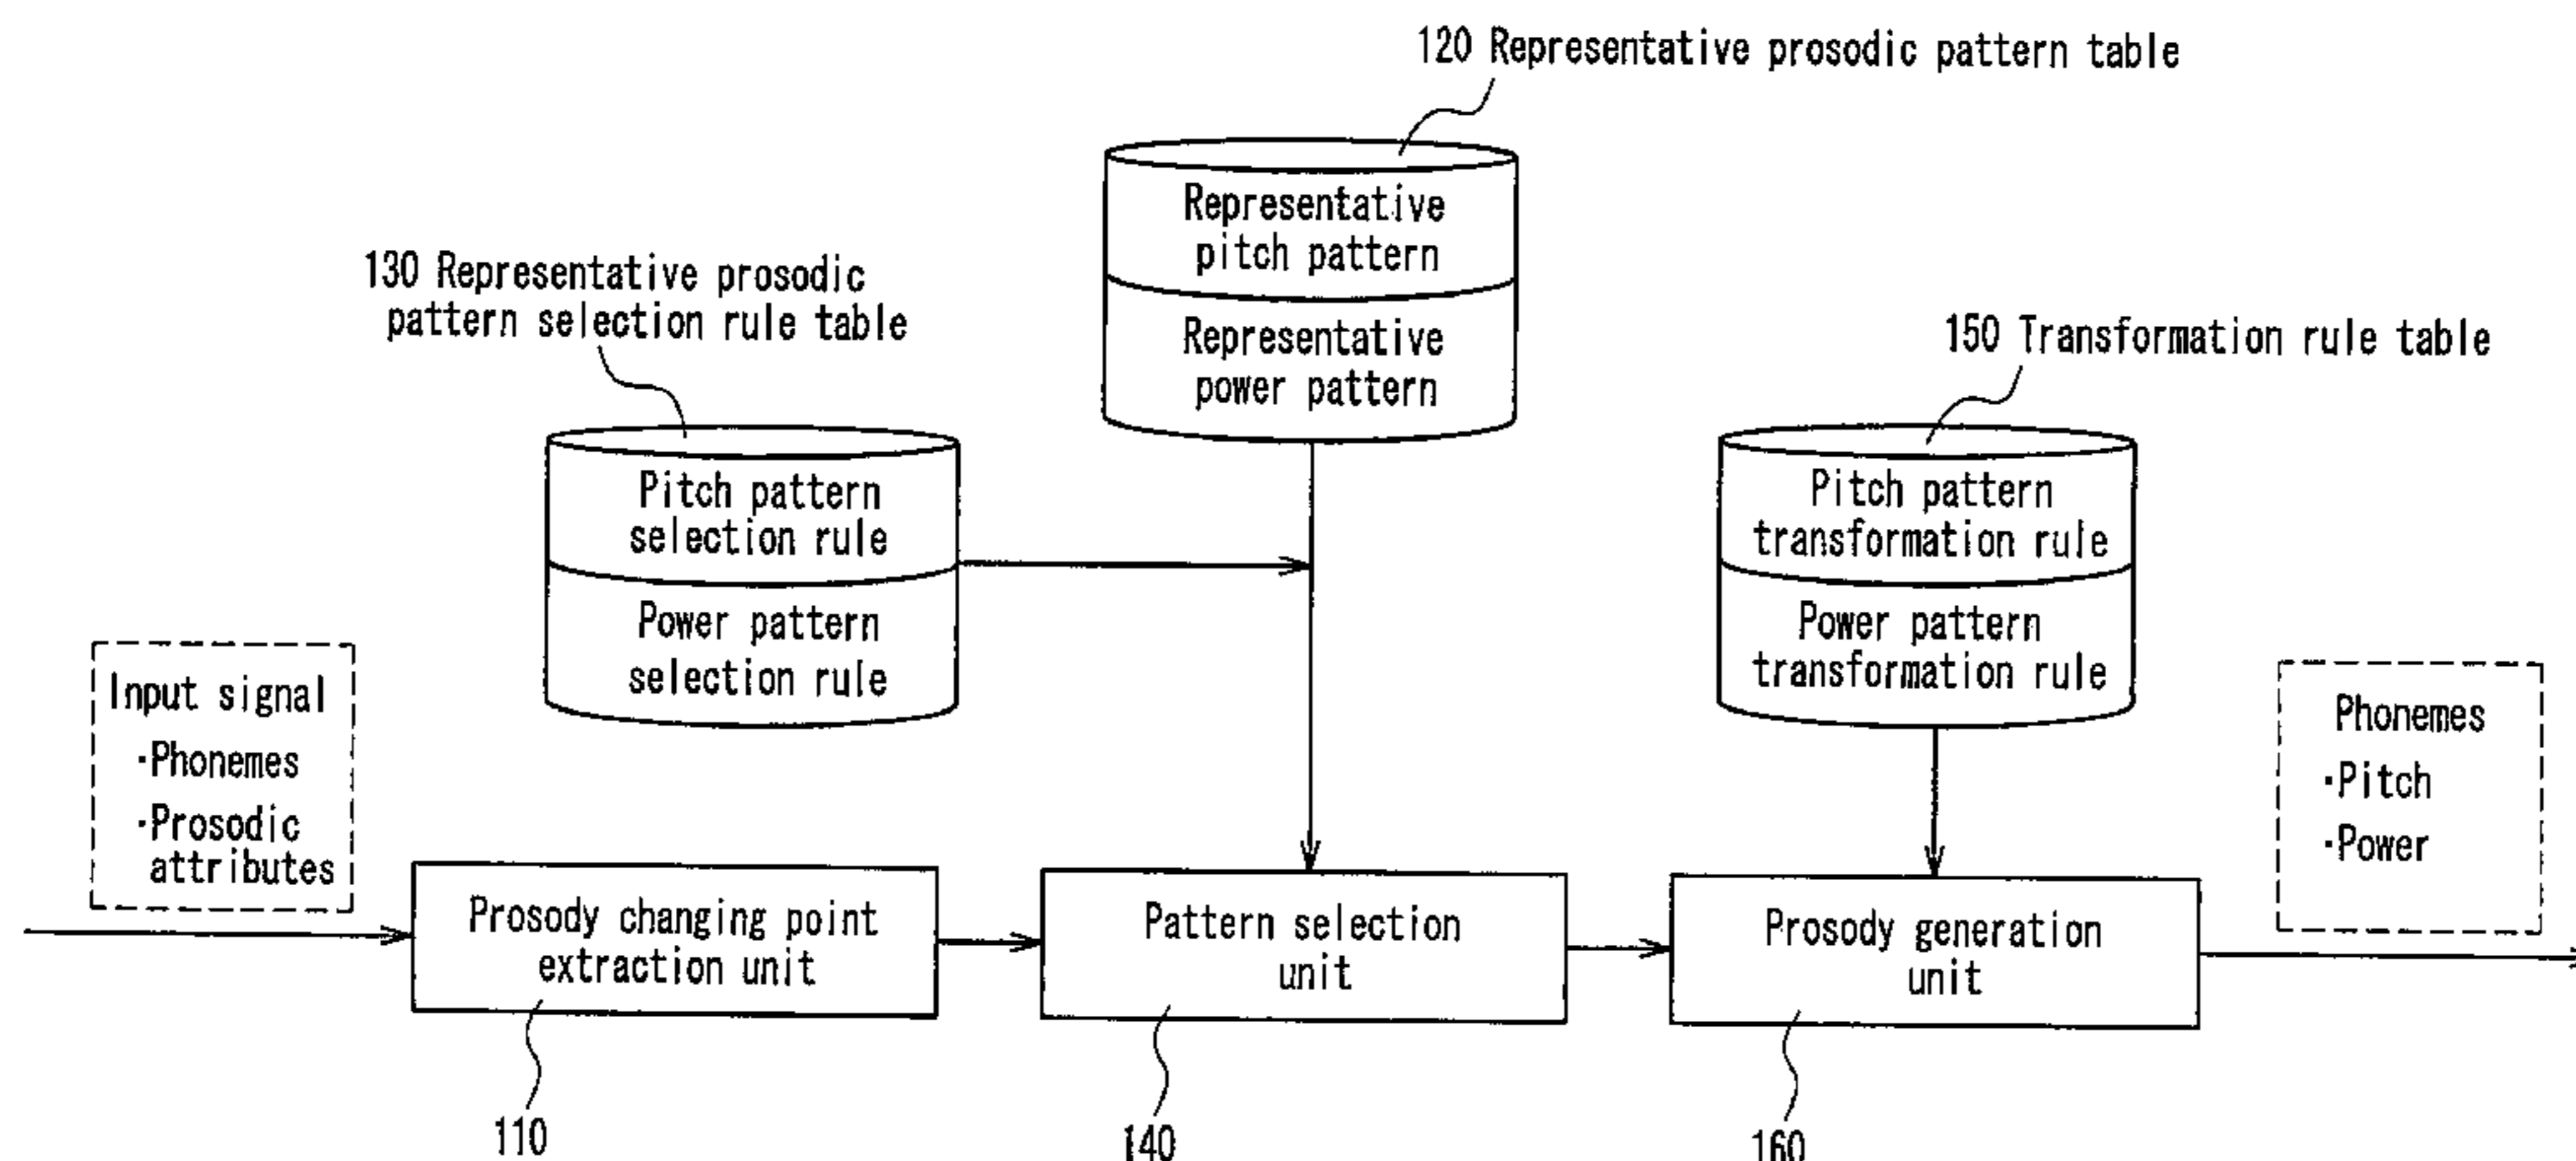 120 Representative prosodic pattern table
Representative
pitch pattern
Representative
power pattern
130 Representative prosodic
pattern selection rule table
Pitch pattern
selection rule
Power pattern
selection rule
150 Transformation rule table
Pitch pattern
transformation rule
Power pattern
transformation rule
Input signal
·Phonemes
·Prosodic
attributes
Phonemes
·Pitch
·Power
Prosody changing point
extraction unit
Pattern selection
unit
Prosody generation
unit
110
140
160